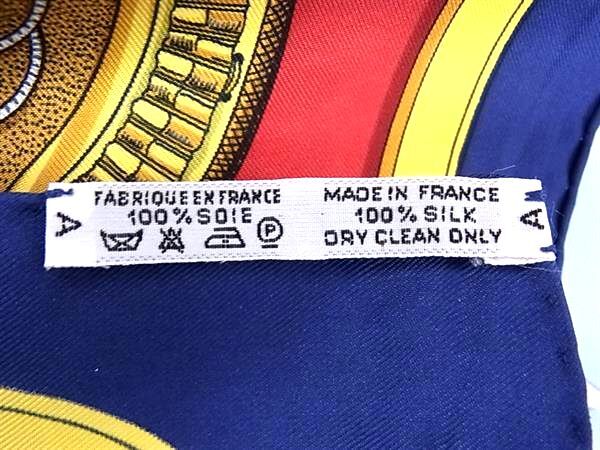 A
FABRIQUE EN FRANCE
100% SOIE
P
MADE IN FRANCE
100% SILK
DRY CLEAN ONLY
A